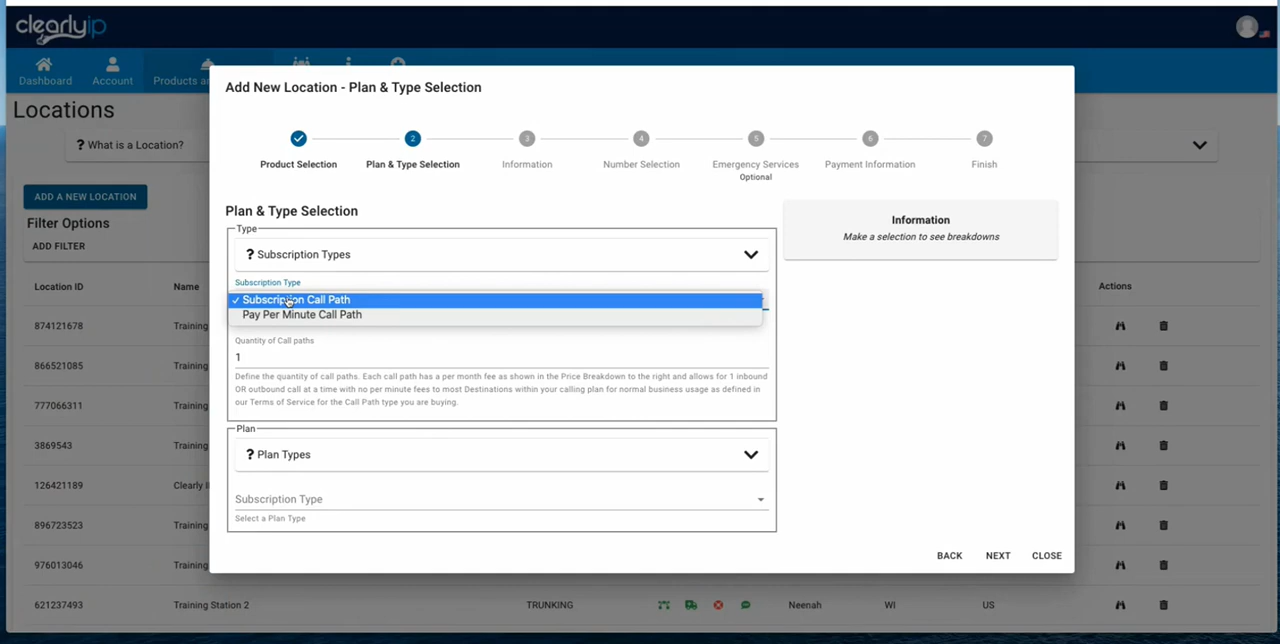 clearlyip
Dashboard
Account
Products a
Locations
? What is a Location?
ADD A NEW LOCATION
Filter Options
ADD FILTER
Location ID
Name
Actions
874121678
Training
866521085
Training
777066311
Training
3869543
Training
126421189
Clearly I
896723523
Training
976013046
Training
621237493
Training Station 2
TRUNKING
Neenah
WI
US
Add New Location - Plan & Type Selection
2
3
4
5
6
7
Product Selection
Plan & Type Selection
Information
Number Selection
Emergency Services
Optional
Payment Information
Finish
Plan & Type Selection
Type
? Subscription Types
Subscription Type
✓ Subscription Call Path
Pay Per Minute Call Path
Quantity of Call paths
1
Define the quantity of call paths. Each call path has a per month fee as shown in the Price Breakdown to the right and allows for 1 inbound
OR outbound call at a time with no per minute fees to most Destinations within your calling plan for normal business usage as defined in
our Terms of Service for the Call Path type you are buying.
Plan
? Plan Types
Subscription Type
Select a Plan Type
Information
Make a selection to see breakdowns
BACK
NEXT
CLOSE